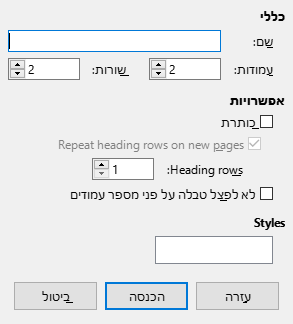 כללי
שם:
עמודות: 2 שורות: 2
אפשרויות
כותרת
Repeat heading rows on new pages
Heading rows: 1
לא לפצל טבלה על פני מספר עמודים
Styles
עזרה הכנסה ביטול